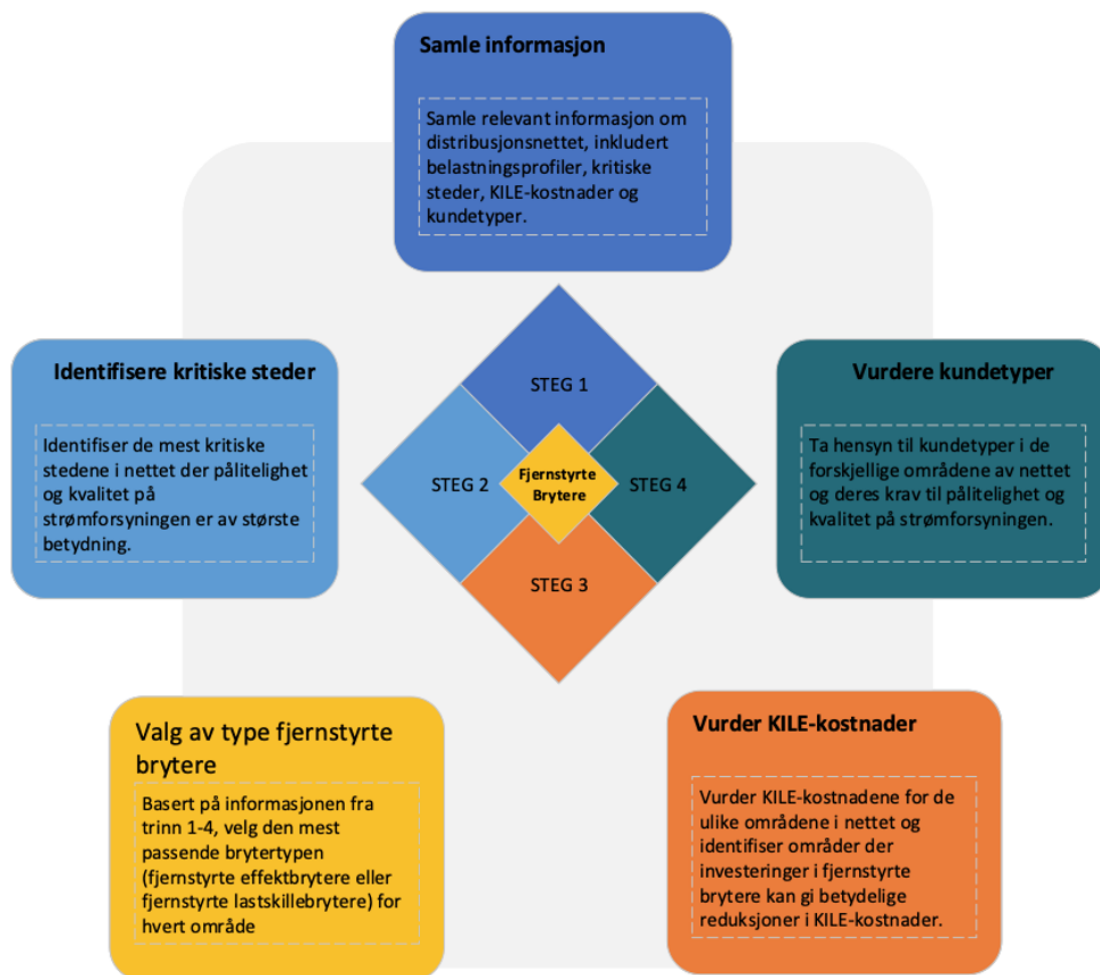 Samle informasjon
Samle relevant informasjon om
distribusjonsnettet, inkludert
belastningsprofiler, kritiske
steder, KILE-kostnader og
kundetyper.
Identifisere kritiske steder
Identifiser de mest kritiske
stedene i nettet der pålitelighet
og kvalitet på
strømforsyningen er av største
betydning.
STEG 1
STEG 2
Fjernstyrte
Brytere
STEG 4
STEG 3
Vurdere kundetyper
Ta hensyn til kundetyper i de
forskjellige områdene av nettet
og deres krav til pålitelighet og
kvalitet på strømforsyningen.
Valg av type fjernstyrte
brytere
Basert på informasjonen fra
trinn 1-4, velg den mest
passende brytertypen
(fjernstyrte effektbrytere eller
fjernstyrte lastskillebrytere) for
hvert område
Vurder KILE-kostnader
Vurder KILE-kostnadene for de
ulike områdene i nettet og
identifiser områder der
investeringer i fjernstyrte
brytere kan gi betydelige
reduksjoner i KILE-kostnader.